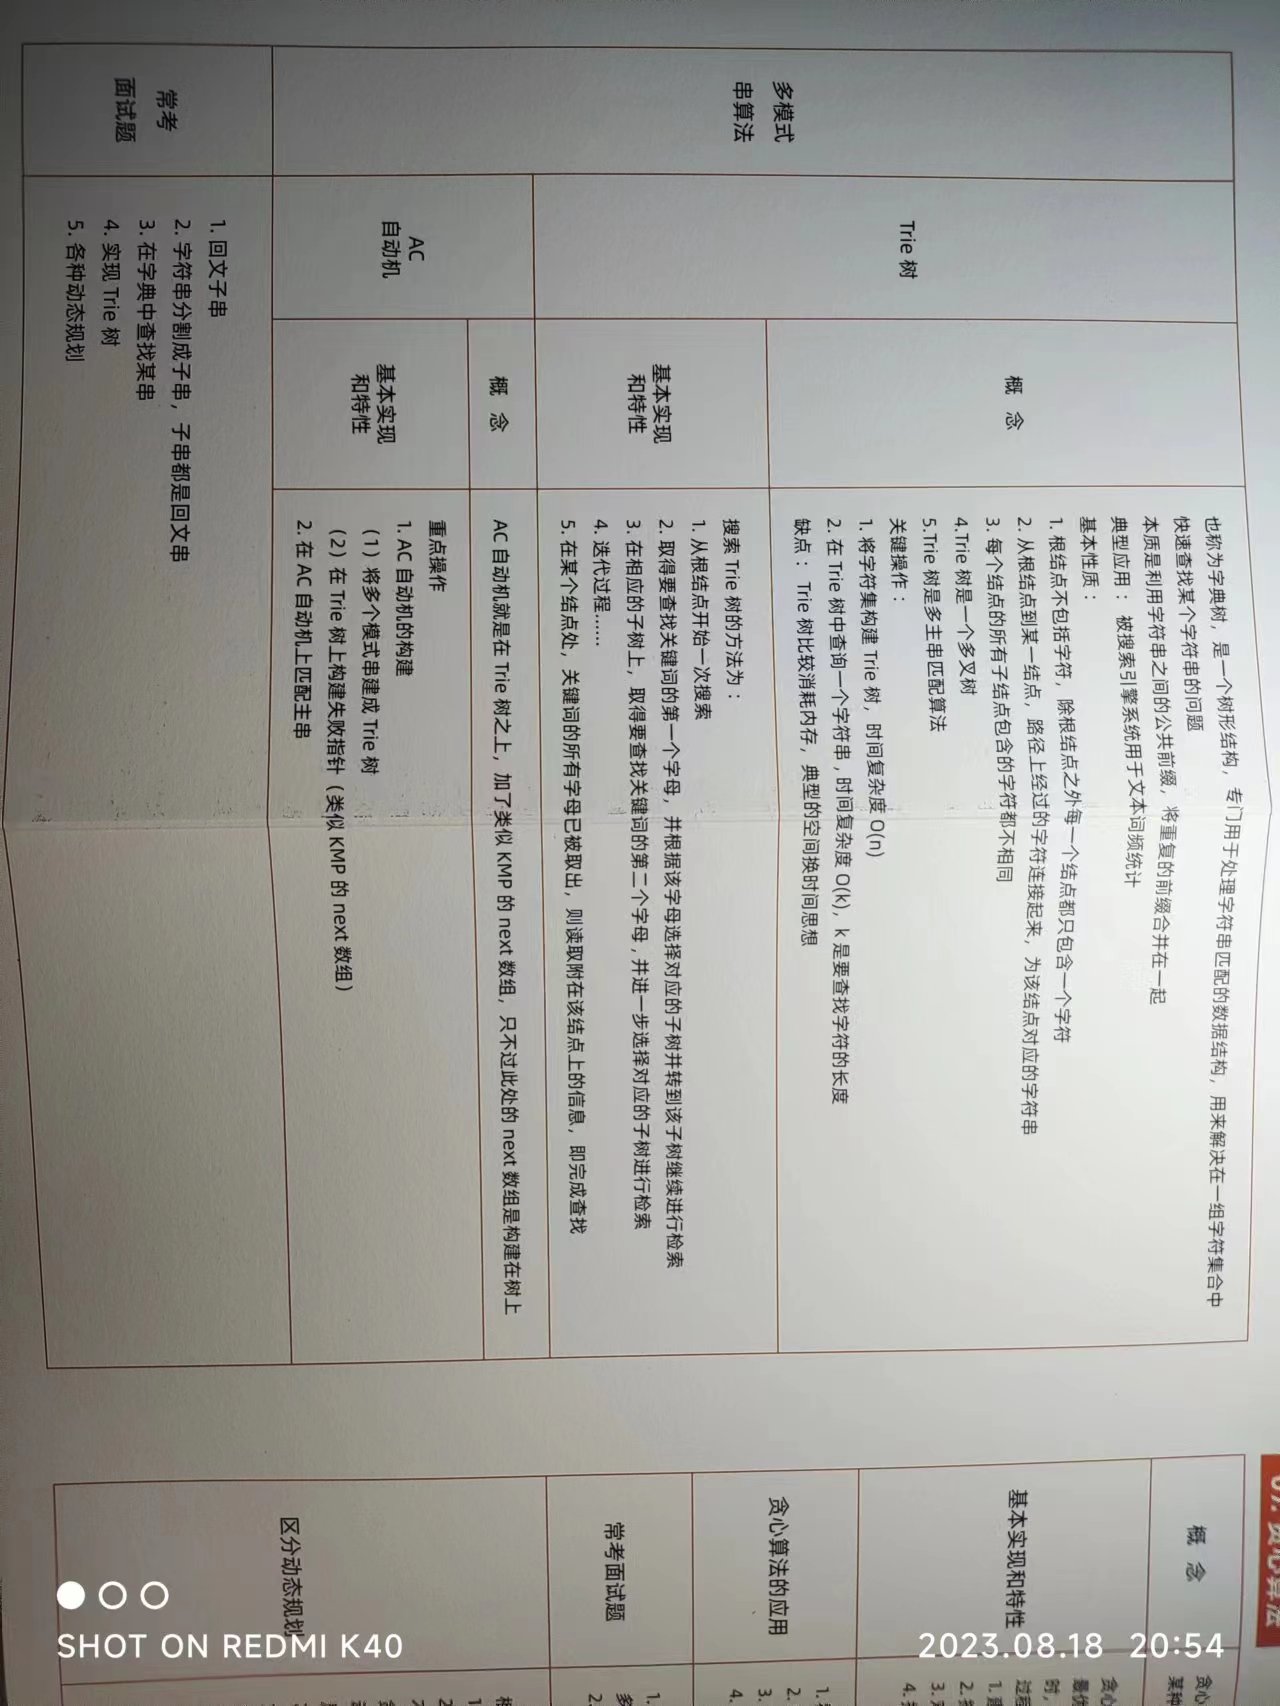 多模式
串算法
Trie 树
概 念
也称为字典树，是一个树形结构，专门用于处理字符串匹配的数据结构，用来解决在一组字符集合中
快速查找某个字符串的问题
本质是利用字符串之间的公共前缀，将重复的前缀合并在一起
典型应用： 被搜索引擎系统用于文本词频统计
基本性质：
1. 根结点不包括字符，除根结点之外每一个结点都只包含一个字符
2. 从根结点到某一结点，路径上经过的字符连接起来，为该结点对应的字符串
3. 每个结点的所有子结点包含的字符都不相同
4.Trie 树是一个多叉树
5.Trie 树是多主串匹配算法
关键操作：
1. 将字符集构建 Trie 树，时间复杂度 O(n)
2. 在 Trie 树中查询一个字符串，时间复杂度 O(k)，k 是要查找字符的长度
缺点： Trie 树比较消耗内存，典型的空间换时间思想
基本实现
和特性
搜索 Trie 树的方法为：
1. 从根结点开始一次搜索
2. 取得要查找关键词的第一个字母，并根据该字母选择对应的子树并转到该子树继续进行检索
3. 在相应的子树上，取得要查找关键词的第二个字母，并进一步选择对应的子树进行检索
4. 迭代过程……
5. 在某个结点处，关键词的所有字母已被取出，则读取附在该结点上的信息，即完成查找
AC
自动机
概 念
AC 自动机就是在 Trie 树之上，加了类似 KMP 的 next 数组，只不过此处的 next 数组是构建在树上
基本实现
和特性
重点操作
1. AC 自动机的构建
（1）将多个模式串建成 Trie 树
（2）在 Trie 树上构建失败指针（类似 KMP 的 next 数组）
2. 在 AC 自动机上匹配主串
常考
面试题
1. 回文子串
2. 字符串分割成子串，子串都是回文串
3. 在字典中查找某串
4. 实现 Trie 树
5. 各种动态规划
07. 贪心算法
概 念
基本实现和特性
贪心算法的应用
常考面试题
区分动态规划
SHOT ON REDMI K40
2023.08.18 20:54